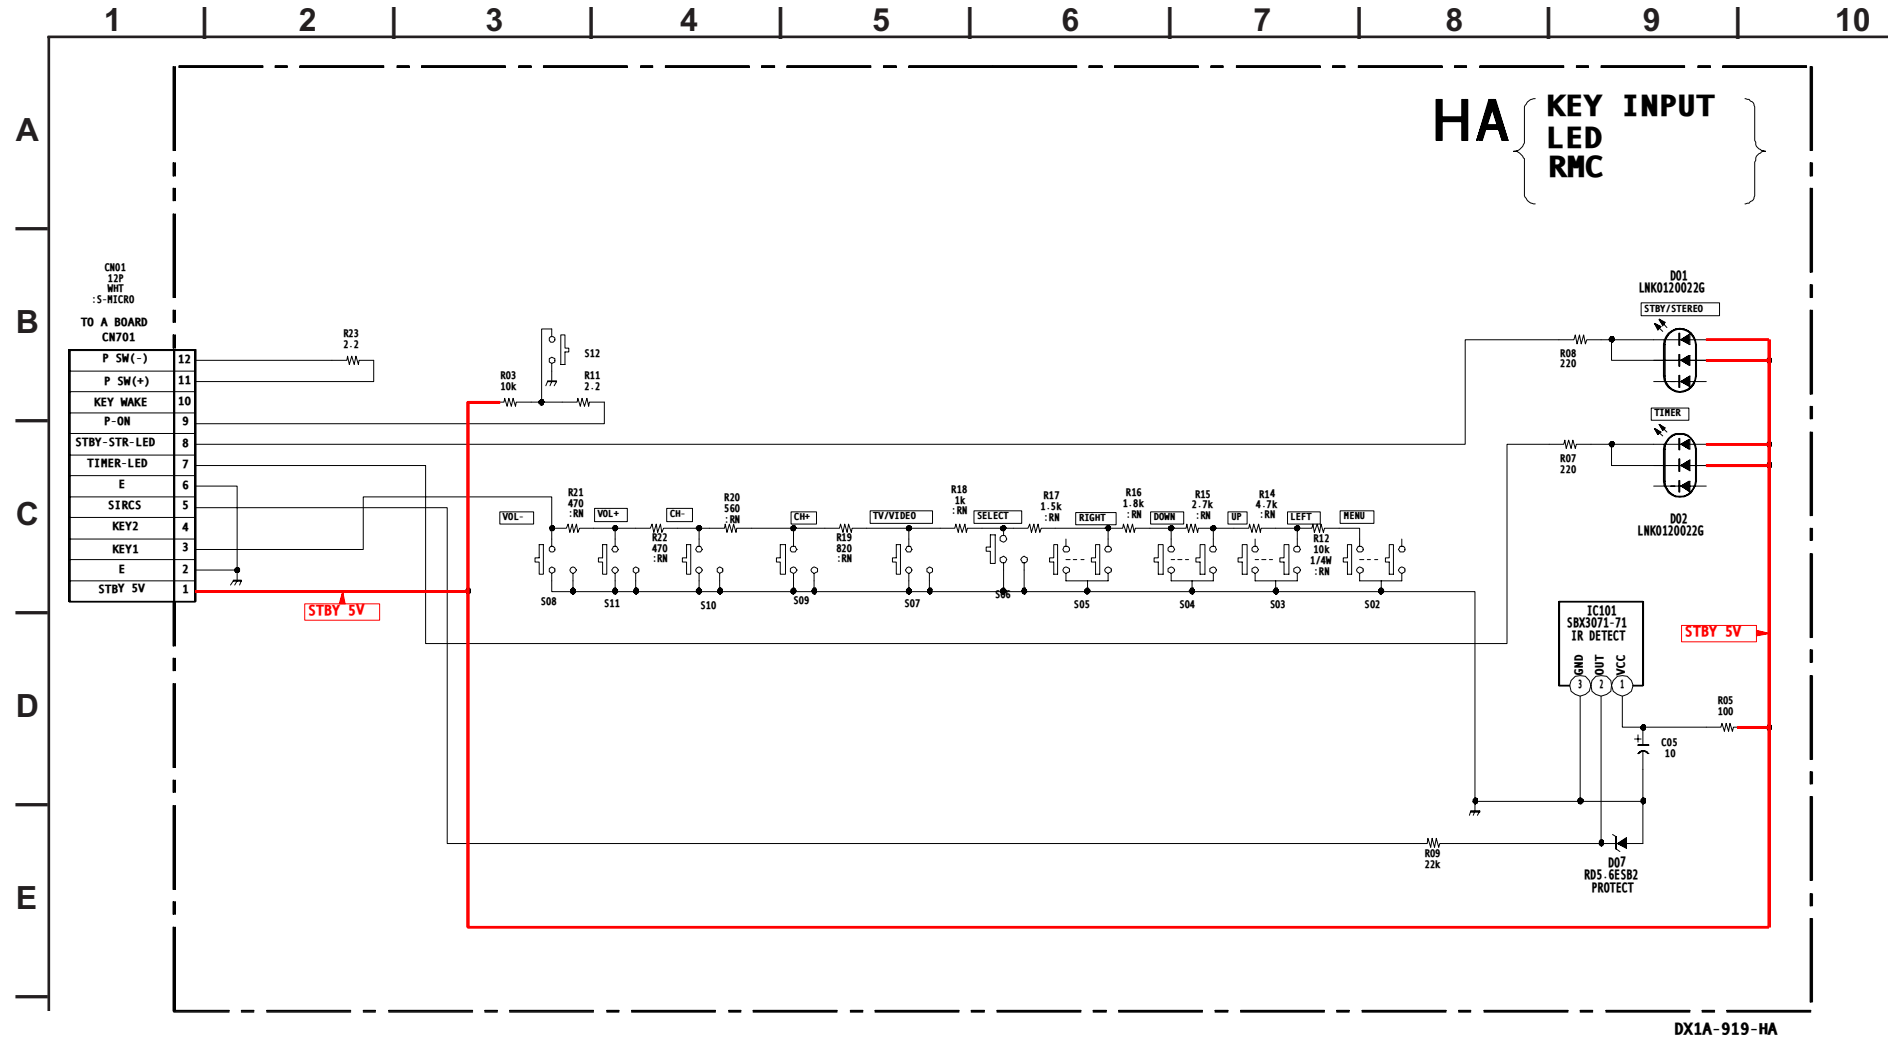 1 2 3 4 5 6 7 8 9 10
A
B
C
D
E
HA
KEY INPUT
LED
RMC
CN01
12P
WHT
:S-MICRO
TO A BOARD
CN701
P SW(-) 12
P SW(+) 11
KEY WAKE 10
P-ON 9
STBY-STR-LED 8
TIMER-LED 7
E 6
SIRCS 5
KEY2 4
KEY1 3
E 2
STBY 5V 1
STBY 5V
R23
2.2
R03
10k
S12
R11
2.2
D01
LNK0120022G
STBY/STEREO
R08
220
TIMER
R07
220
D02
LNK0120022G
VOL-
R21
470
:RN
VOL+
CH-
R22
470
:RN
R20
560
:RN
CH+
R19
820
:RN
TV/VIDEO
R18
1k
:RN
SELECT
R17
1.5k
:RN
RIGHT
R16
1.8k
:RN
DOWN
R15
2.7k
:RN
UP
R14
4.7k
:RN
LEFT
R12
10k
1/4W
:RN
MENU
S08
S11
S10
S09
S07
S06
S05
S04
S03
S02
IC101
SBX3071-71
IR DETECT
GND OUT VCC
3 2 1
STBY 5V
R05
100
+
C05
10
R09
22k
D07
RD5.6ESB2
PROTECT
DX1A-919-HA